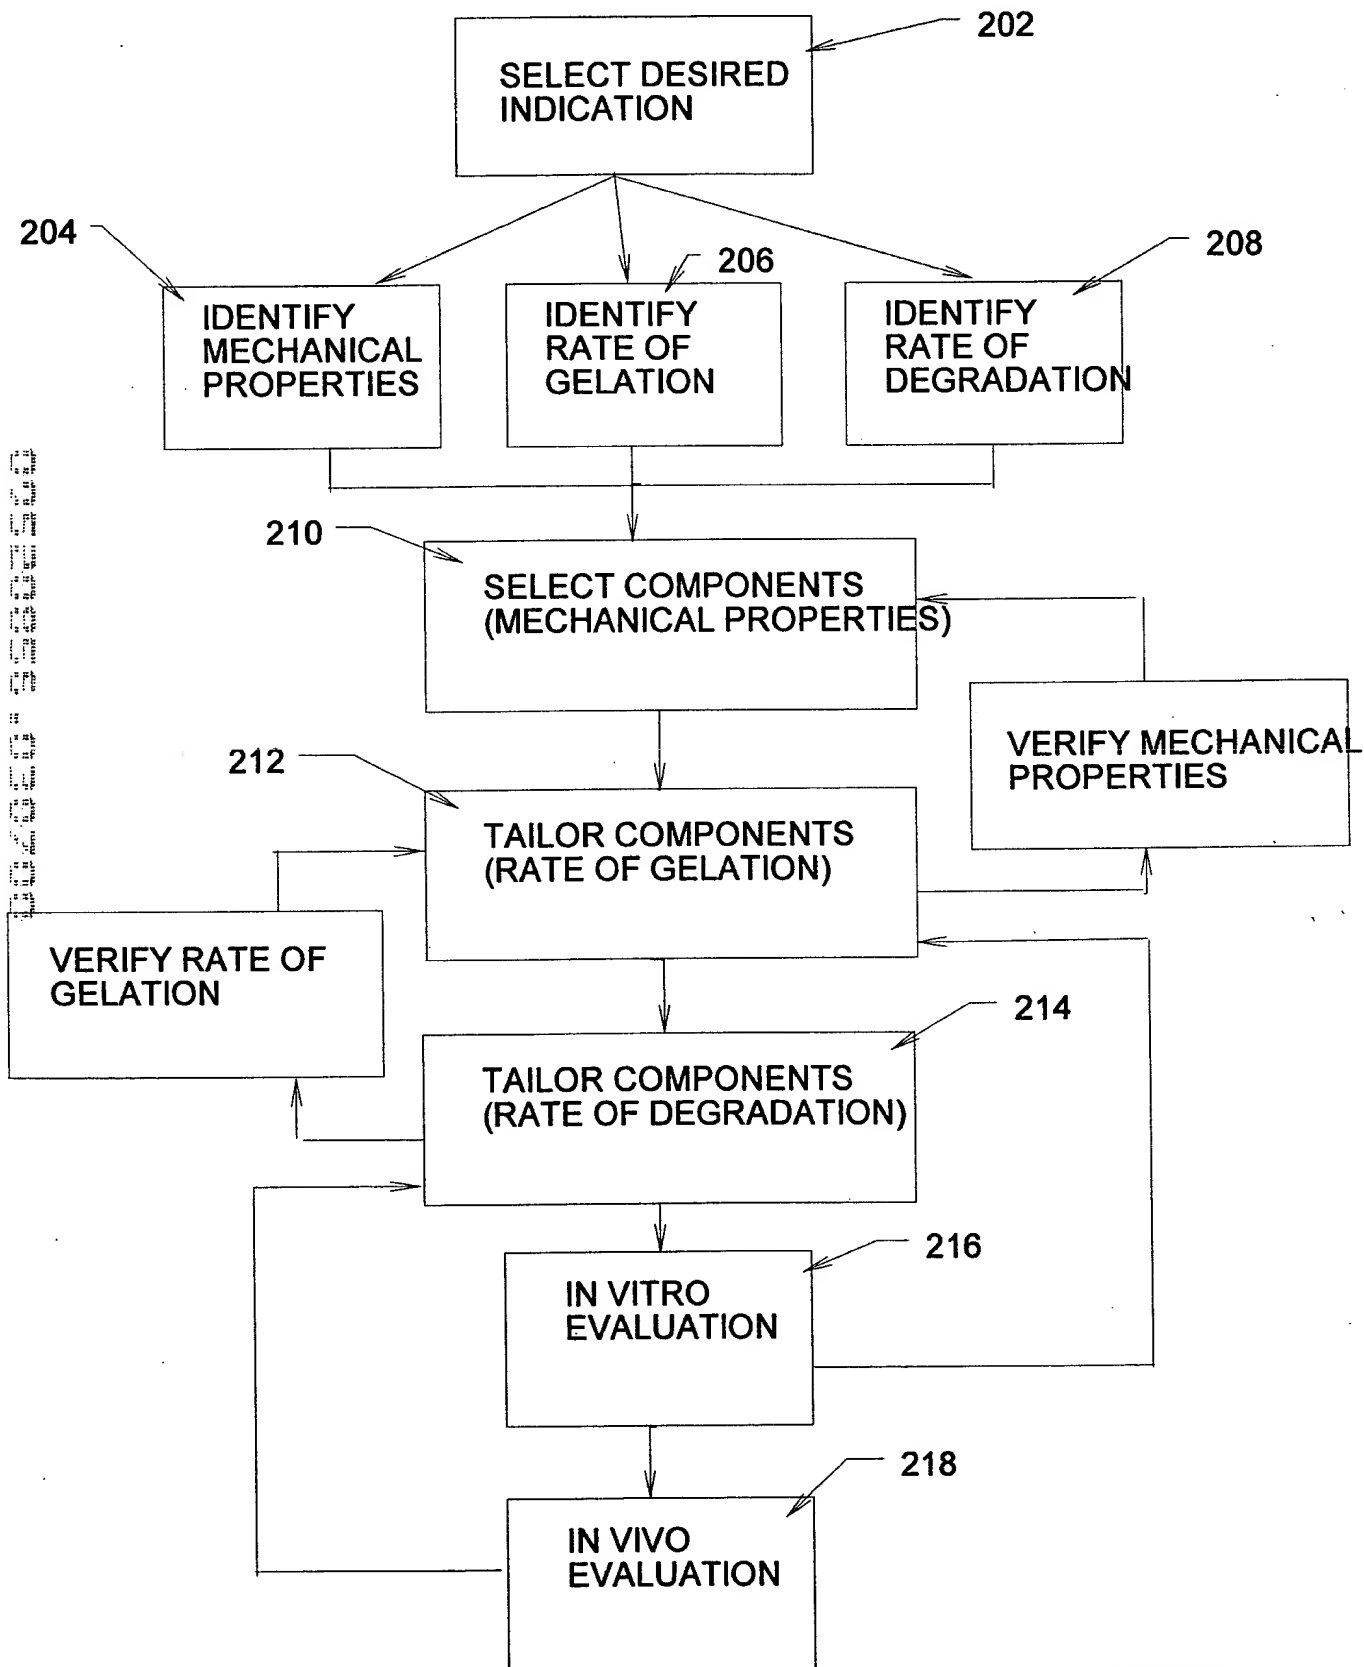 202
SELECT DESIRED
INDICATION
204
206
208
IDENTIFY
MECHANICAL
PROPERTIES
IDENTIFY
RATE OF
GELATION
IDENTIFY
RATE OF
DEGRADATION
210
SELECT COMPONENTS
(MECHANICAL PROPERTIES)
VERIFY MECHANICAL
PROPERTIES
212
TAILOR COMPONENTS
(RATE OF GELATION)
VERIFY RATE OF
GELATION
214
TAILOR COMPONENTS
(RATE OF DEGRADATION)
216
IN VITRO
EVALUATION
218
IN VIVO
EVALUATION